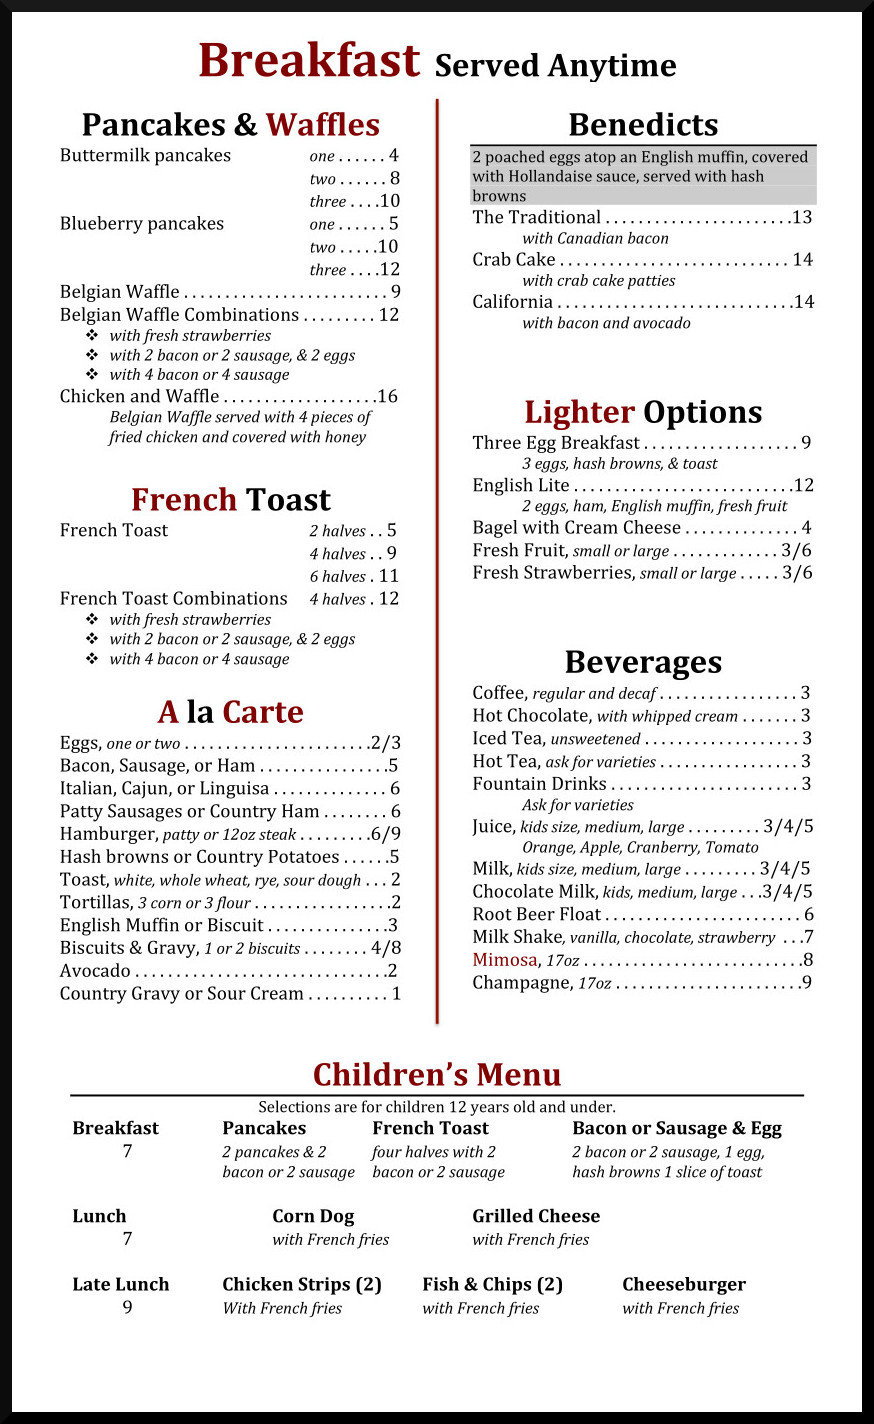 Breakfast Served Anytime
Pancakes & Waffles
Buttermilk pancakes one . . . . . . 4
two . . . . . . 8
three . . . .10
Blueberry pancakes one . . . . . . 5
two . . . . .10
three . . . .12
Belgian Waffle . . . . . . . . . . . . . . . . . . . . . . . . 9
Belgian Waffle Combinations . . . . . . . . . 12
❖ with fresh strawberries
❖ with 2 bacon or 2 sausage, & 2 eggs
❖ with 4 bacon or 4 sausage
Chicken and Waffle . . . . . . . . . . . . . . . . . . .16
Belgian Waffle served with 4 pieces of
fried chicken and covered with honey
French Toast
French Toast 2 halves . . 5
4 halves . . 9
6 halves . 11
French Toast Combinations 4 halves . 12
❖ with fresh strawberries
❖ with 2 bacon or 2 sausage, & 2 eggs
❖ with 4 bacon or 4 sausage
A la Carte
Eggs, one or two . . . . . . . . . . . . . . . . . . . . . . .2/3
Bacon, Sausage, or Ham . . . . . . . . . . . . . . .5
Italian, Cajun, or Linguisa . . . . . . . . . . . . . . 6
Patty Sausages or Country Ham . . . . . . . . 6
Hamburger, patty or 12oz steak . . . . . . . . .6/9
Hash browns or Country Potatoes . . . . . .5
Toast, white, whole wheat, rye, sour dough . . . 2
Tortillas, 3 corn or 3 flour . . . . . . . . . . . . . . . . .2
English Muffin or Biscuit . . . . . . . . . . . . . . .3
Biscuits & Gravy, 1 or 2 biscuits . . . . . . . . 4/8
Avocado . . . . . . . . . . . . . . . . . . . . . . . . . . . . . .2
Country Gravy or Sour Cream . . . . . . . . . . 1
Benedicts
2 poached eggs atop an English muffin, covered
with Hollandaise sauce, served with hash
browns
The Traditional . . . . . . . . . . . . . . . . . . . . . .13
with Canadian bacon
Crab Cake . . . . . . . . . . . . . . . . . . . . . . . . . . . 14
with crab cake patties
California . . . . . . . . . . . . . . . . . . . . . . . . . . . .14
with bacon and avocado
Lighter Options
Three Egg Breakfast . . . . . . . . . . . . . . . . . . . 9
3 eggs, hash browns, & toast
English Lite . . . . . . . . . . . . . . . . . . . . . . . . . .12
2 eggs, ham, English muffin, fresh fruit
Bagel with Cream Cheese . . . . . . . . . . . . . . 4
Fresh Fruit, small or large . . . . . . . . . . . . . 3/6
Fresh Strawberries, small or large . . . . . 3/6
Beverages
Coffee, regular and decaf . . . . . . . . . . . . . . . . . 3
Hot Chocolate, with whipped cream . . . . . . . 3
Iced Tea, unsweetened . . . . . . . . . . . . . . . . . . . 3
Hot Tea, ask for varieties . . . . . . . . . . . . . . . . . 3
Fountain Drinks . . . . . . . . . . . . . . . . . . . . . . . 3
Ask for varieties
Juice, kids size, medium, large . . . . . . . . . 3/4/5
Orange, Apple, Cranberry, Tomato
Milk, kids size, medium, large . . . . . . . . . 3/4/5
Chocolate Milk, kids, medium, large . . .3/4/5
Root Beer Float . . . . . . . . . . . . . . . . . . . . . . . . 6
Milk Shake, vanilla, chocolate, strawberry . . .7
Mimosa, 17oz . . . . . . . . . . . . . . . . . . . . . . . . . .8
Champagne, 17oz . . . . . . . . . . . . . . . . . . . . . .9
Children’s Menu
Selections are for children 12 years old and under.
Breakfast Pancakes French Toast Bacon or Sausage & Egg
7 2 pancakes & 2 four halves with 2 2 bacon or 2 sausage, 1 egg,
bacon or 2 sausage bacon or 2 sausage hash browns 1 slice of toast
Lunch Corn Dog Grilled Cheese
7 with French fries with French fries
Late Lunch Chicken Strips (2) Fish & Chips (2) Cheeseburger
9 With French fries with French fries with French fries